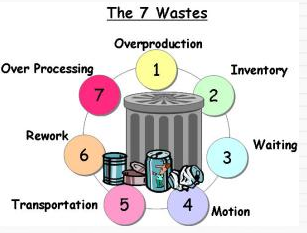 The 7 Wastes
Overproduction
1
Inventory
2
Waiting
3
Motion
4
Transportation
5
Rework
6
Over Processing
7